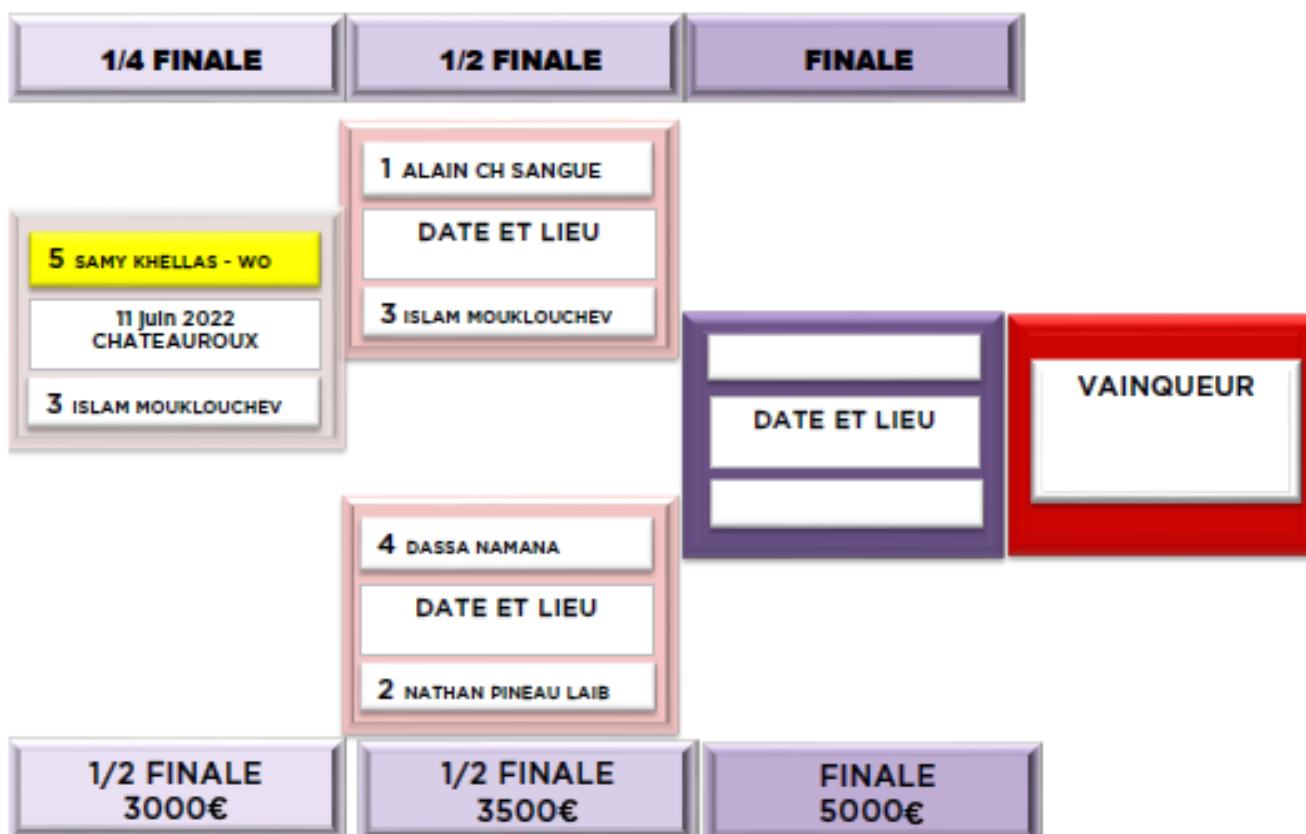 1/4 FINALE
1/2 FINALE
FINALE
5 SAMY KHELLAS - WO
11 juin 2022
CHATEAUROUX
3 ISLAM MOUKLOUCHEV
1 ALAIN CH SANGUE
DATE ET LIEU
3 ISLAM MOUKLOUCHEV
4 DASSA NAMANA
DATE ET LIEU
2 NATHAN PINEAU LAIB
DATE ET LIEU
VAINQUEUR
1/2 FINALE
3000€
1/2 FINALE
3500€
FINALE
5000€